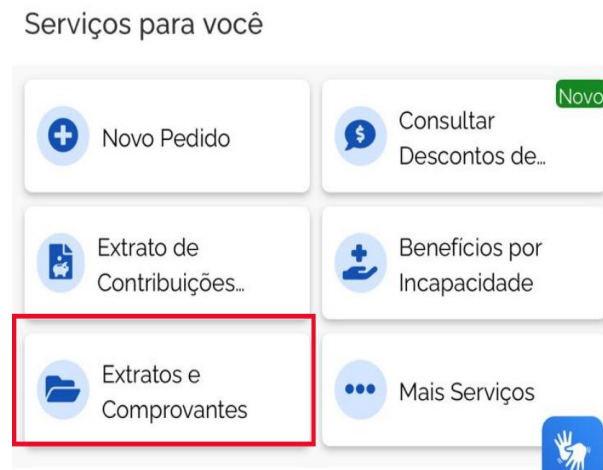 Serviços para você
Novo Pedido
Novo
Consultar
Descontos de...
Extrato de
Contribuições...
Benefícios por
Incapacidade
Extratos e
Comprovantes
Mais Serviços